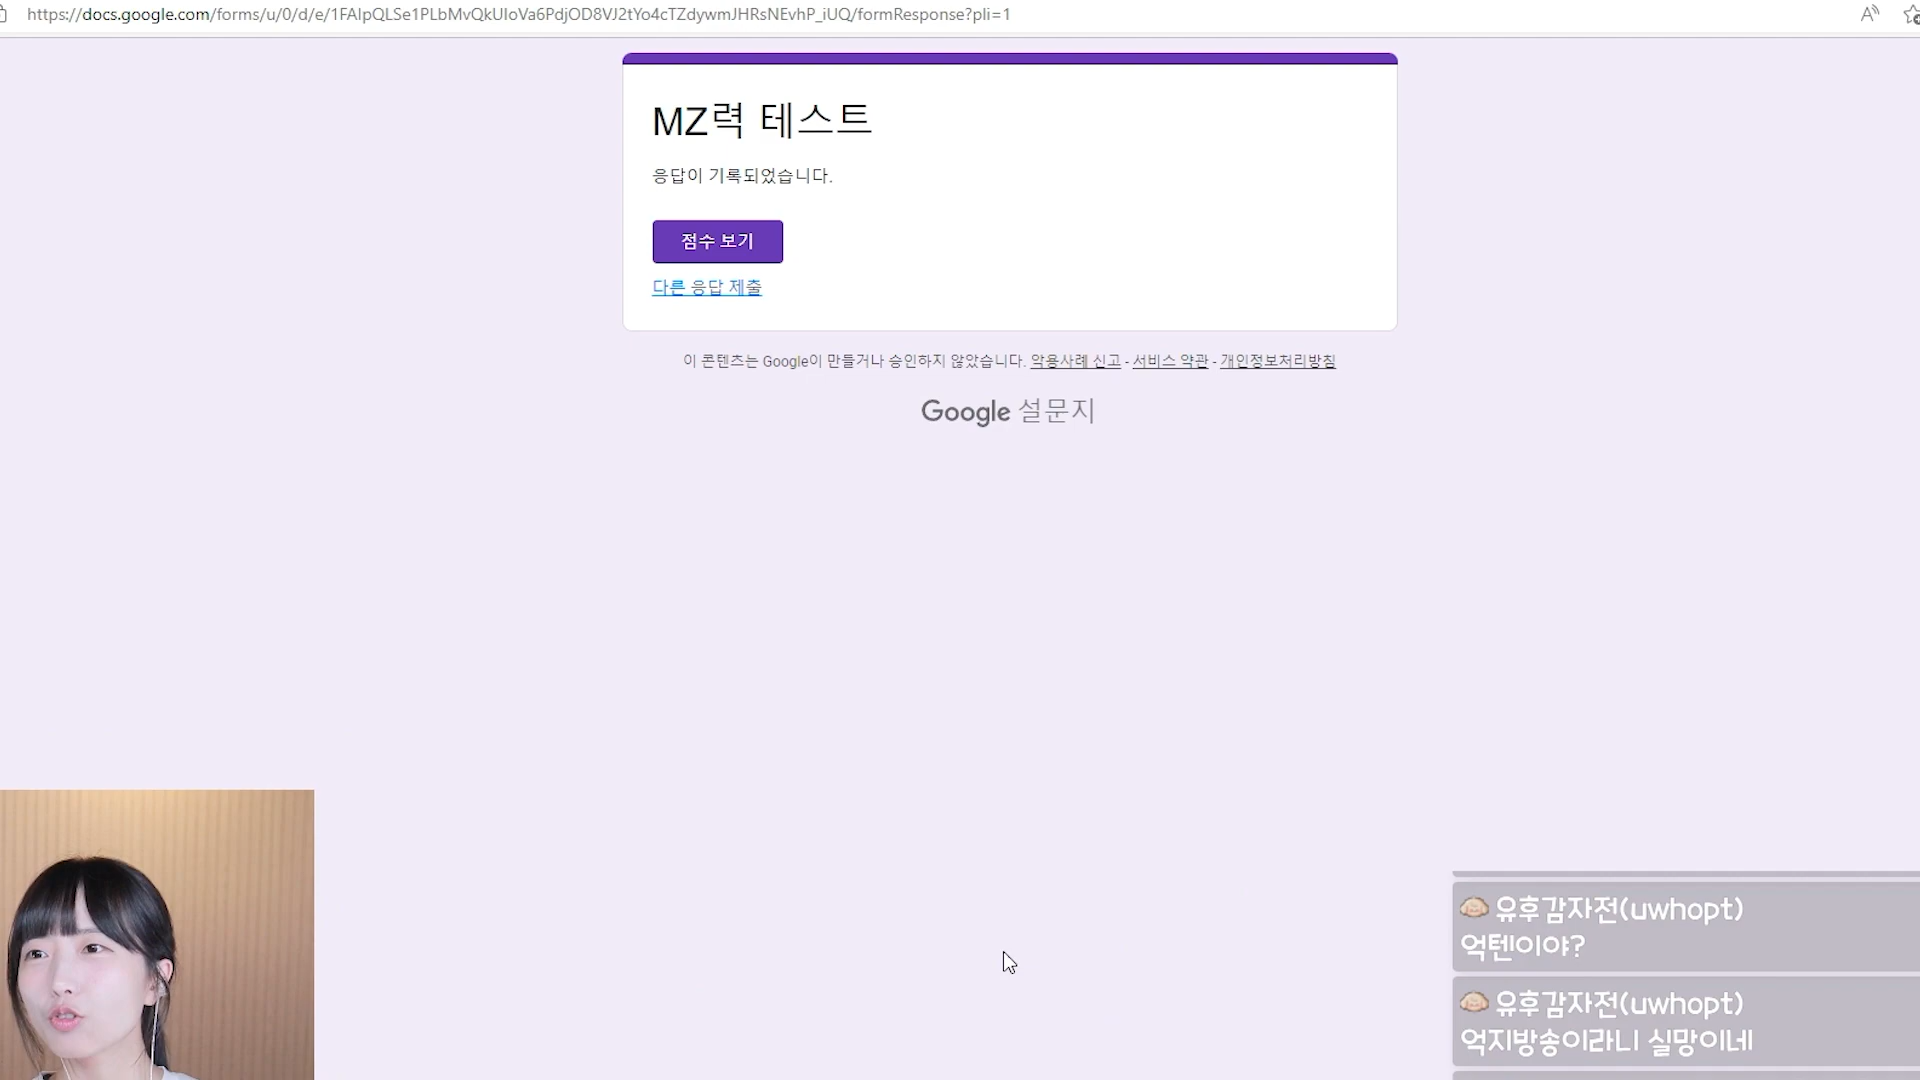 https://docs.google.com/forms/u/0/d/e/1FAIpQLSe1PLbMvQkUIoVa6PdjOD8VJ2tYo4cTZdywmJHRsNEvhP_iUQ/formResponse?pli=1
MZ력 테스트
응답이 기록되었습니다.
점수 보기
다른 응답 제출
이 콘텐츠는 Google이 만들거나 승인하지 않았습니다. 악용사례 신고 - 서비스 약관 - 개인정보처리방침
Google 설문지
유후감자전(uwhopt)
억텐이야?
유후감자전(uwhopt)
억지방송이라니 실망이네